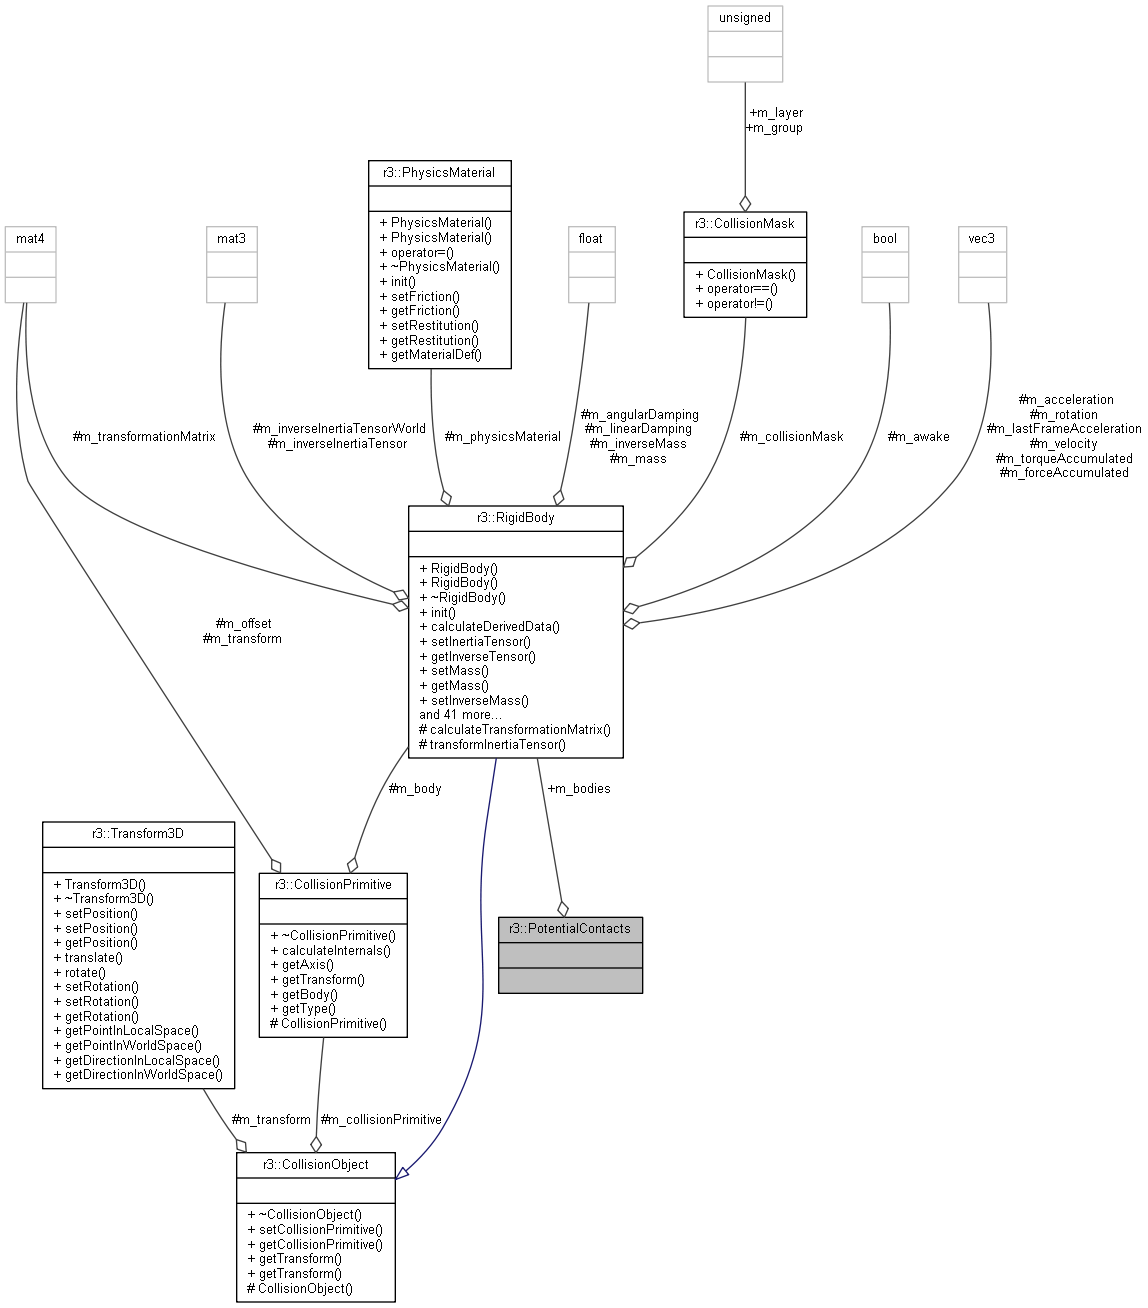 unsigned
+m_layer
+m_group
r3::PhysicsMaterial
+ PhysicsMaterial()
+ PhysicsMaterial()
+ operator=()
+ ~PhysicsMaterial()
+ init()
+ setFriction()
+ getFriction()
+ setRestitution()
+ getRestitution()
+ getMaterialDef()
r3::CollisionMask
+ CollisionMask()
+ operator==()
+ operator!=()
mat4
mat3
float
bool
vec3
#m_transformationMatrix
#m_inverseInertiaTensorWorld
#m_inverseInertiaTensor
#m_physicsMaterial
#m_angularDamping
#m_linearDamping
#m_inverseMass
#m_mass
#m_collisionMask
#m_awake
#m_acceleration
#m_rotation
#m_lastFrameAcceleration
#m_velocity
#m_torqueAccumulated
#m_forceAccumulated
r3::RigidBody
+ RigidBody()
+ RigidBody()
+ ~RigidBody()
+ init()
+ calculateDerivedData()
+ setInertiaTensor()
+ getInverseTensor()
+ setMass()
+ getMass()
+ setInverseMass()
and 41 more...
# calculateTransformationMatrix()
# transformInertiaTensor()
#m_offset
#m_transform
#m_body
+m_bodies
r3::Transform3D
+ Transform3D()
+ ~Transform3D()
+ setPosition()
+ setPosition()
+ getPosition()
+ translate()
+ rotate()
+ setRotation()
+ setRotation()
+ getRotation()
+ getPointInLocalSpace()
+ getPointInWorldSpace()
+ getDirectionInLocalSpace()
+ getDirectionInWorldSpace()
r3::CollisionPrimitive
+ ~CollisionPrimitive()
+ calculateInternals()
+ getAxis()
+ getTransform()
+ getBody()
+ getType()
# CollisionPrimitive()
r3::PotentialContacts
#m_transform
#m_collisionPrimitive
r3::CollisionObject
+ ~CollisionObject()
+ setCollisionPrimitive()
+ getCollisionPrimitive()
+ getTransform()
+ getTransform()
# CollisionObject()